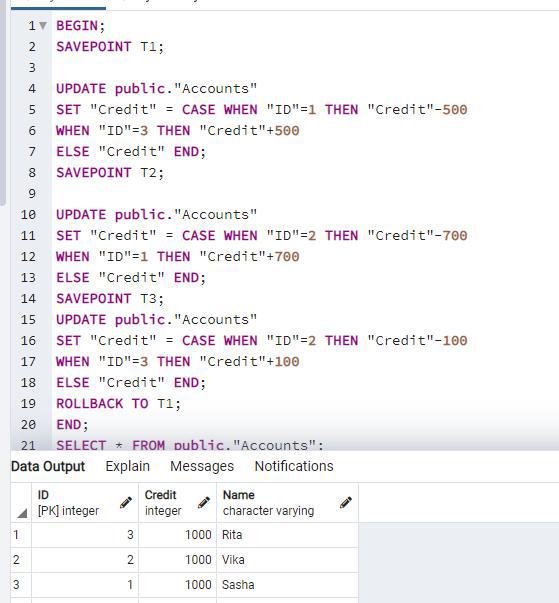 1 BEGIN;
2 SAVEPOINT T1;
3
4 UPDATE public."Accounts"
5 SET "Credit" = CASE WHEN "ID"=1 THEN "Credit"-500
6 WHEN "ID"=3 THEN "Credit"+500
7 ELSE "Credit" END;
8 SAVEPOINT T2;
9
10 UPDATE public."Accounts"
11 SET "Credit" = CASE WHEN "ID"=2 THEN "Credit"-700
12 WHEN "ID"=1 THEN "Credit"+700
13 ELSE "Credit" END;
14 SAVEPOINT T3;
15 UPDATE public."Accounts"
16 SET "Credit" = CASE WHEN "ID"=2 THEN "Credit"-100
17 WHEN "ID"=3 THEN "Credit"+100
18 ELSE "Credit" END;
19 ROLLBACK TO T1;
20 END;
21 SELECT * FROM public."Accounts";
Data Output Explain Messages Notifications
ID Credit Name
[PK] integer integer character varying
1 3 1000 Rita
2 2 1000 Vika
3 1 1000 Sasha